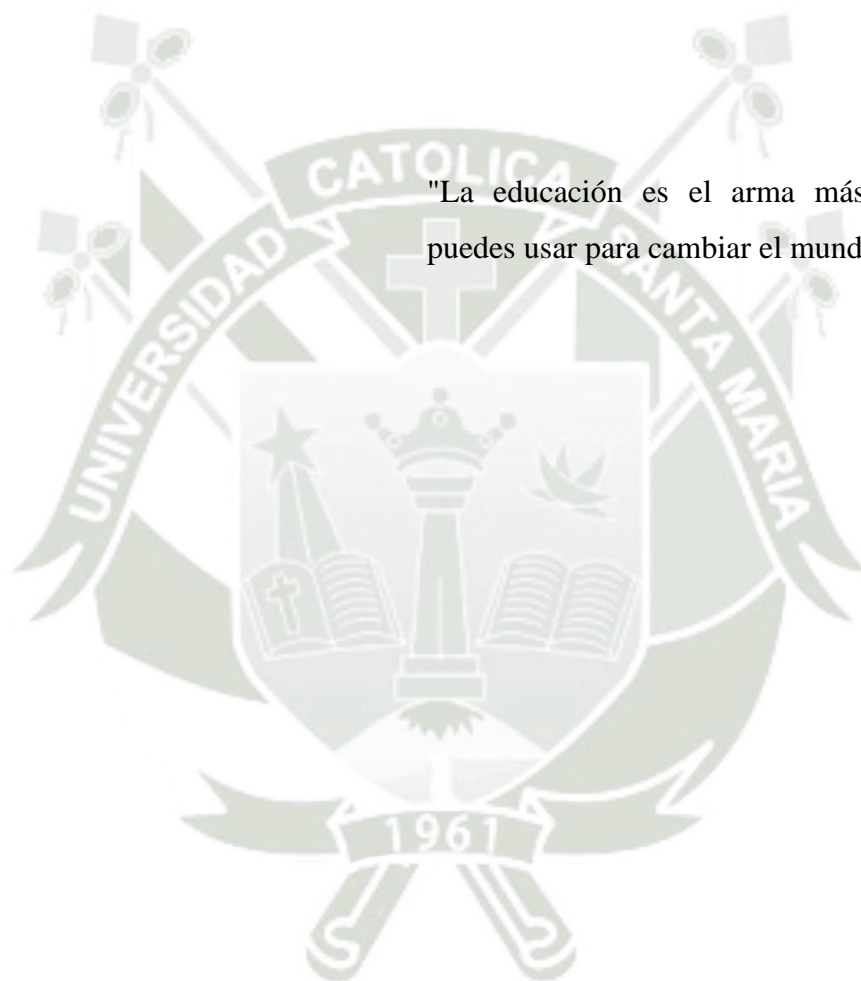 CATOLICA
"La educación es el arma más
puedes usar para cambiar el mund
UNIVERSIDAD
SANTA MARIA
1961